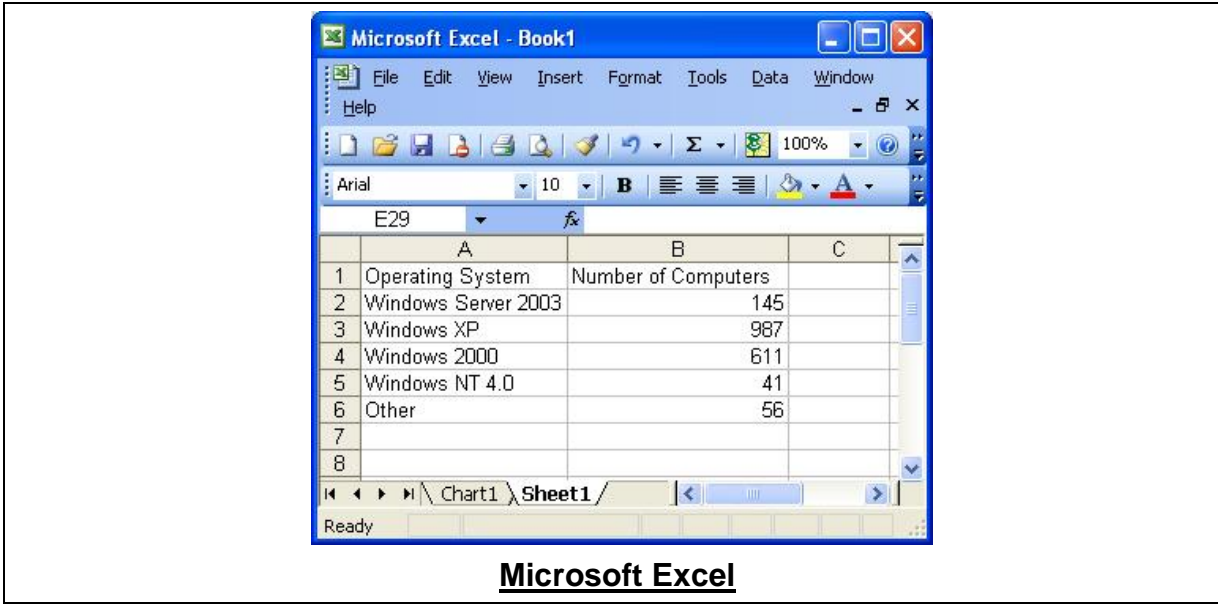 Microsoft Excel - Book1
File Edit View Insert Format Tools Data Window
Help
Σ 100%
Arial 10 B A
E29 fx
A B C
1 Operating System Number of Computers
2 Windows Server 2003 145
3 Windows XP 987
4 Windows 2000 611
5 Windows NT 4.0 41
6 Other 56
7
8
Chart1 Sheet1
Ready
Microsoft Excel